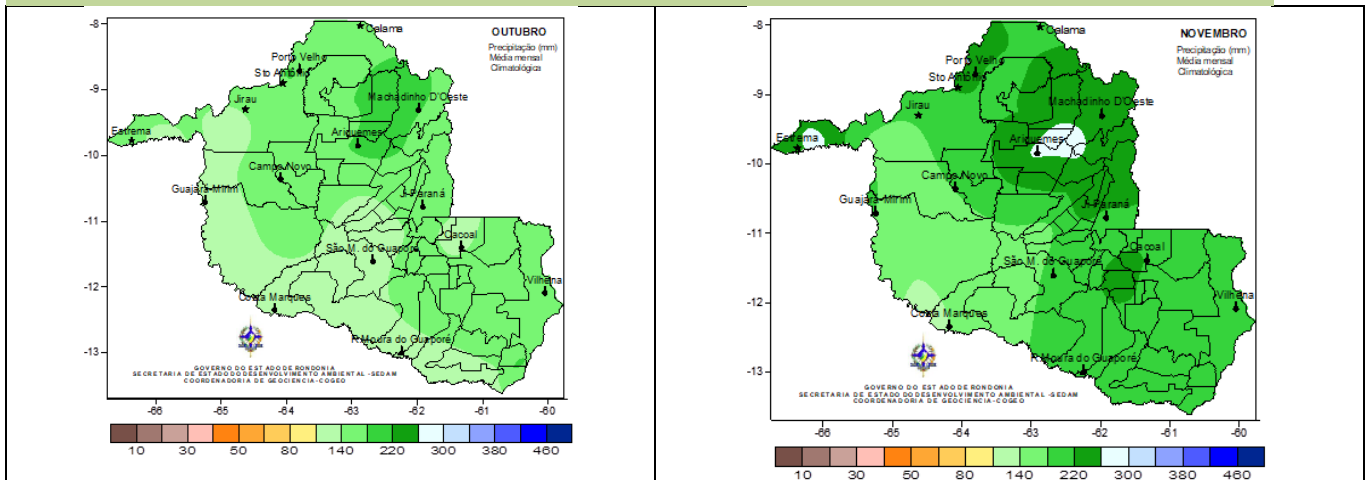 OUTUBRO
Precipitação (mm)
Média mensal
Climatológica
-8
-9
-10
-11
-12
-13
Calama
Porto Velho
Sto Antônio
Jirau
Machadinho D'Oeste
Estrema
Ariquemes
Campo Novo
Guajará-Mirim
Ji Paraná
Cacoal
São M. do Guaporé
Vilhena
Costa Marques
P.Moura do Guaporé
GOVERNO DO ESTADO DE RONDONIA
SECRETARIA DE ESTADO DO DESENVOLVIMENTO AMBIENTAL -SEDAM
COORDENADORIA DE GEOCIENCIA-COGEO
-66 -65 -64 -63 -62 -61 -60
10 30 50 80 140 220 300 380 460
NOVEMBRO
Precipitação (mm)
Média mensal
Climatológica
-8
-9
-10
-11
-12
-13
Calama
Porto Velho
Sto Antônio
Jirau
Machadinho D'Oeste
Estrema
Ariquemes
Campo Novo
Guajará-Mirim
Ji Paraná
Cacoal
São M. do Guaporé
Vilhena
Costa Marques
P.Moura do Guaporé
GOVERNO DO ESTADO DE RONDONIA
SECRETARIA DE ESTADO DO DESENVOLVIMENTO AMBIENTAL -SEDAM
COORDENADORIA DE GEOCIENCIA-COGEO
-66 -65 -64 -63 -62 -61 -60
10 30 50 80 140 220 300 380 460